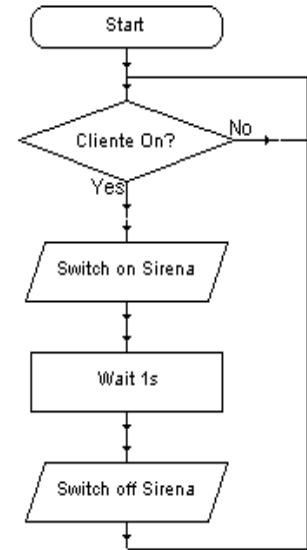 Start
Cliente On?
No
Yes
Switch on Sirena
Wait 1s
Switch off Sirena